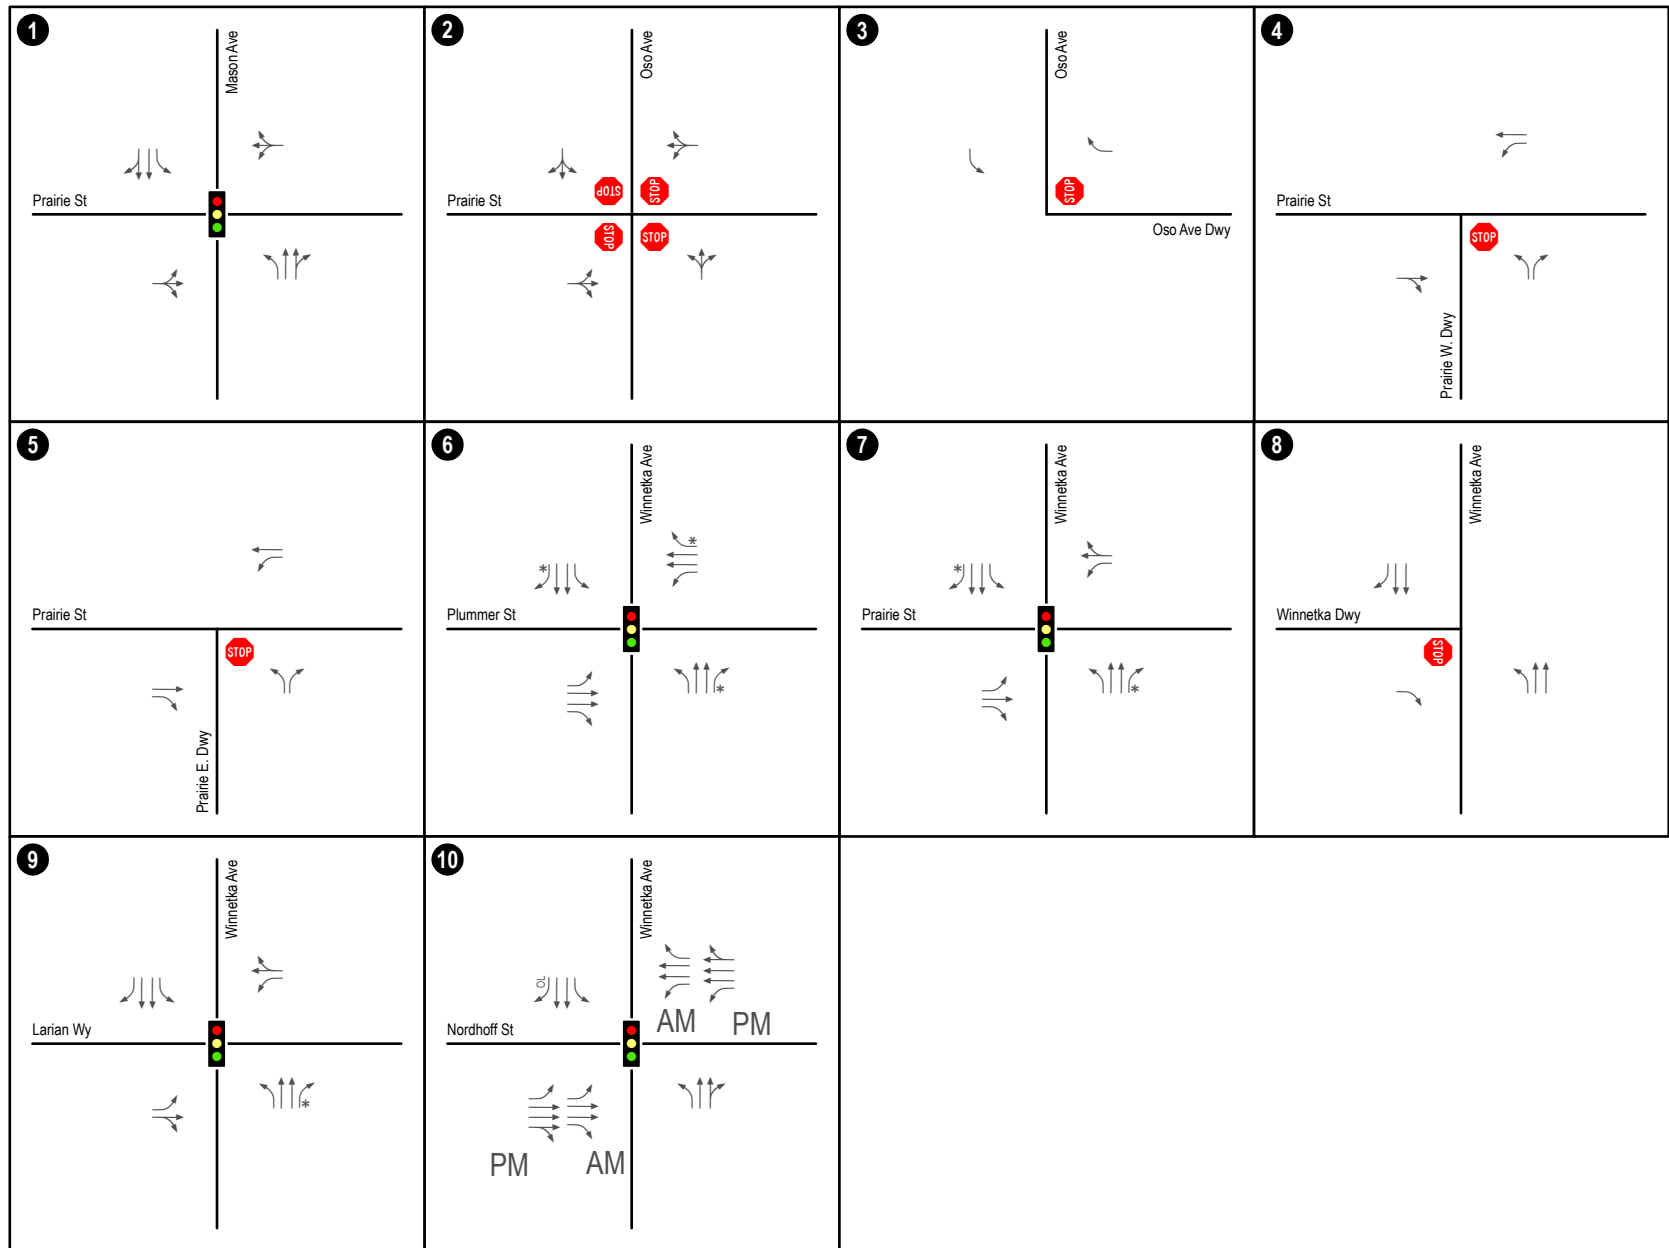 1
Mason Ave
Prairie St
2
Oso Ave
Prairie St
STOP
STOP
STOP
STOP
3
Oso Ave
STOP
Oso Ave Dwy
4
Prairie St
STOP
Prairie W. Dwy
5
Prairie St
STOP
Prairie E. Dwy
6
Winnetka Ave
*
*
Plummer St
*
7
Winnetka Ave
*
Prairie St
*
8
Winnetka Ave
Winnetka Dwy
STOP
9
Winnetka Ave
Larian Wy
*
10
Winnetka Ave
OL
AM PM
Nordhoff St
PM AM